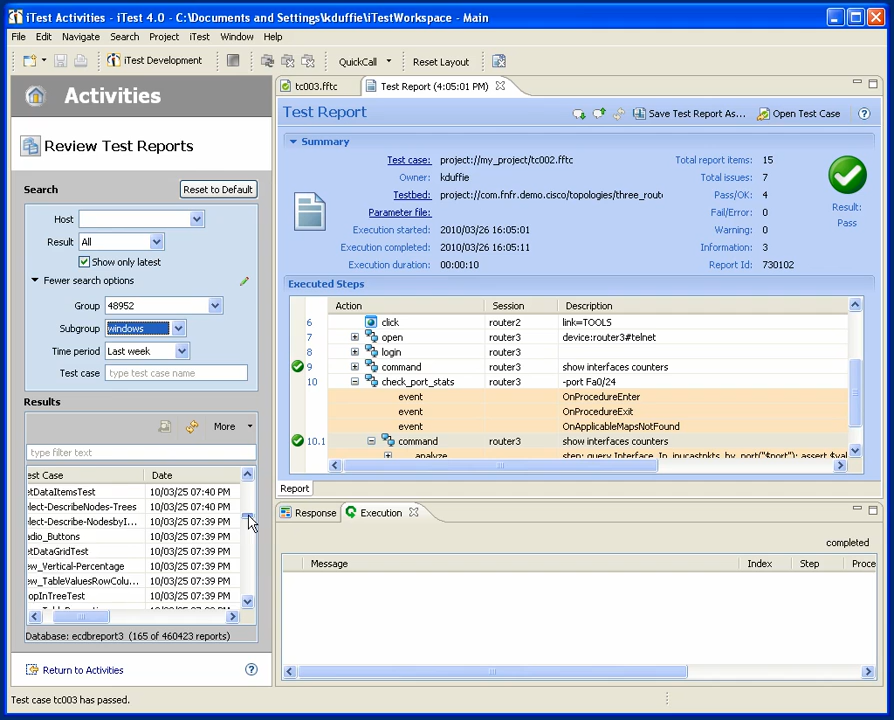 iTest Activities - iTest 4.0 - C:\Documents and Settings\kduffie\iTestWorkspace - Main
File Edit Navigate Search Project iTest Window Help
iTest Development QuickCall Reset Layout
Activities
Review Test Reports
Search Reset to Default
Host
Result All
Show only latest
Fewer search options
Group 48952
Subgroup windows
Time period Last week
Test case type test case name
Results
More
type filter text
est Case Date
etDataItemsTest 10/03/25 07:40 PM
elect-DescribeNodes-Trees 10/03/25 07:40 PM
elect-Describe-NodesbyI... 10/03/25 07:39 PM
adio_Buttons 10/03/25 07:39 PM
etDataGridTest 10/03/25 07:39 PM
ew_Vertical-Percentage 10/03/25 07:39 PM
ew_TableValuesRowColu... 10/03/25 07:39 PM
opInTreeTest 10/03/25 07:39 PM
Database: ecdbreport3 (165 of 460423 reports)
Return to Activities
Test case tc003 has passed.
tc003.fftc Test Report (4:05:01 PM)
Test Report Save Test Report As... Open Test Case
Summary
Test case: project://my_project/tc002.fftc Total report items: 15
Owner: kduffie Total issues: 7
Testbed: project://com.fnfr.demo.cisco/topologies/three_route Pass/OK: 4
Parameter file: Fail/Error: 0
Execution started: 2010/03/26 16:05:01 Warning: 0
Execution completed: 2010/03/26 16:05:11 Information: 3
Execution duration: 00:00:10 Report Id: 730102
Result:
Pass
Executed Steps
Action Session Description
6 click router2 link=TOOLS
7 open router3 device:router3#telnet
8 login router3
9 command router3 show interfaces counters
10 check_port_stats router3 -port Fa0/24
event OnProcedureEnter
event OnProcedureExit
event OnApplicableMapsNotFound
10.1 command router3 show interfaces counters
analyze step: query Interface_In_inucastpkts_by_port("$port"); assert $val
Report
Response Execution
completed
Message Index Step Proce